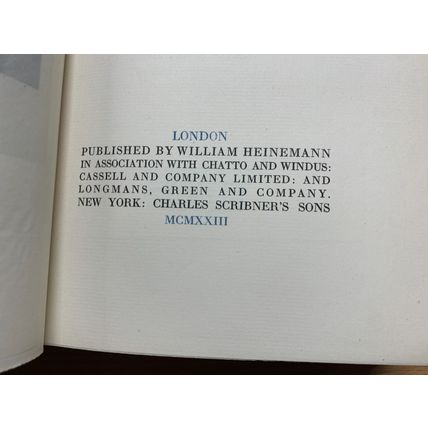 LONDON
PUBLISHED BY WILLIAM HEINEMANN
IN ASSOCIATION WITH CHATTO AND WINDUS:
CASSELL AND COMPANY LIMITED: AND
LONGMANS, GREEN AND COMPANY.
NEW YORK: CHARLES SCRIBNER'S SONS
MCMXXIII